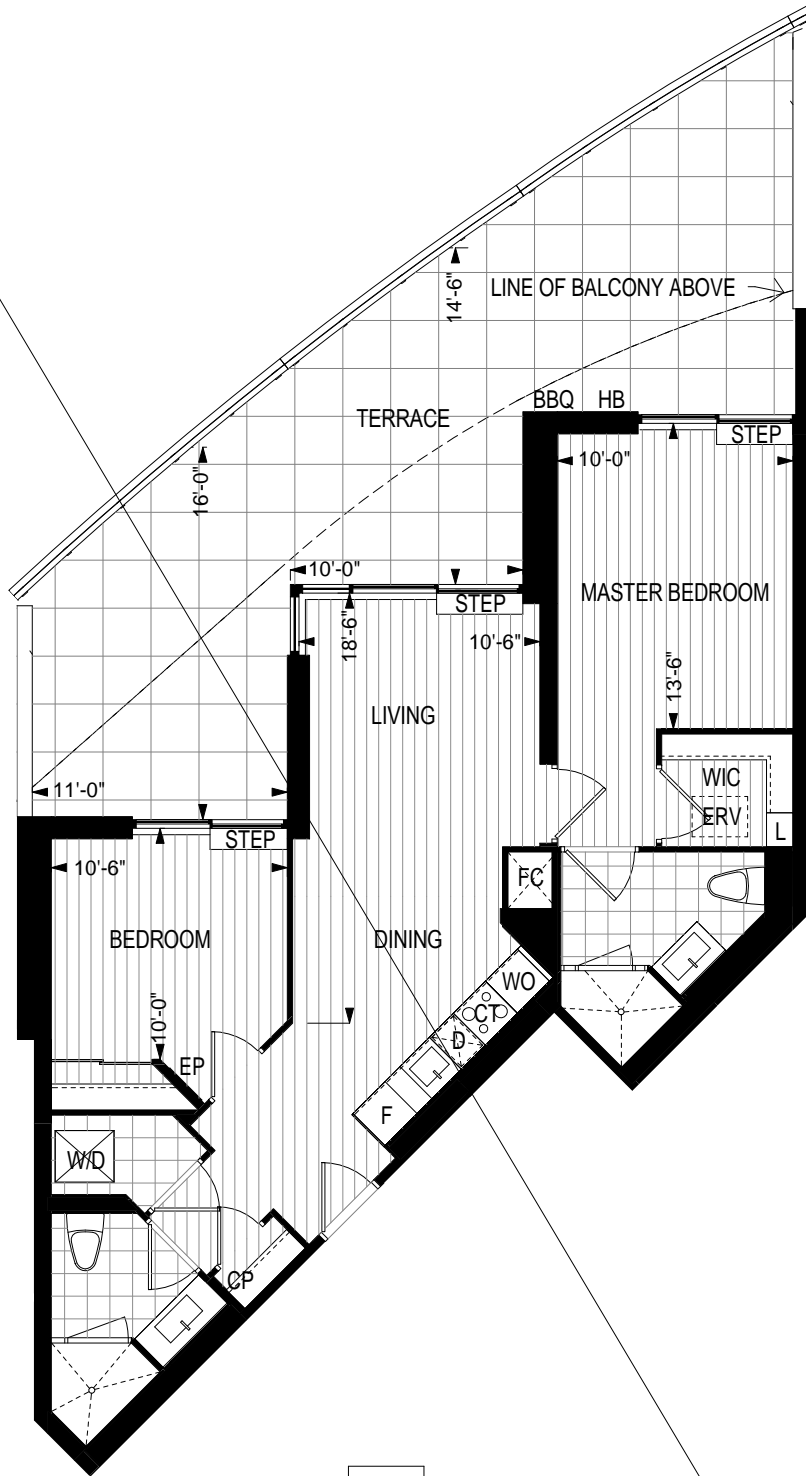 14'-6"
LINE OF BALCONY ABOVE
BBQ HB
TERRACE
STEP
16'-0"
10'-0"
10'-0"
MASTER BEDROOM
STEP
18'-6"
10'-6"
13'-6"
LIVING
WIC
ERV
L
11'-0"
STEP
10'-6"
FC
BEDROOM
DINING
WO
CT
D
10'-0"
EP
F
W/D
CP